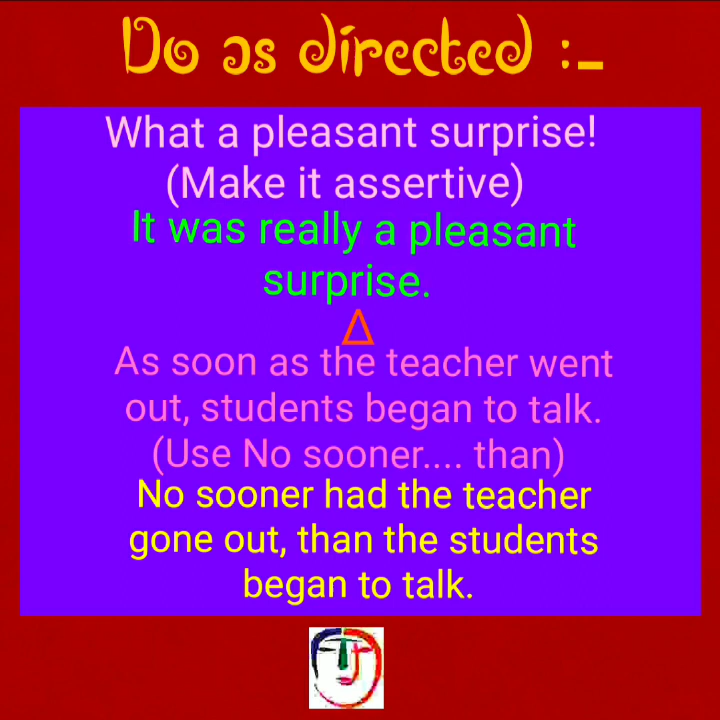 Do as directed :-
What a pleasant surprise!
(Make it assertive)
It was really a pleasant
surprise.
Δ
As soon as the teacher went
out, students began to talk.
(Use No sooner.... than)
No sooner had the teacher
gone out, than the students
began to talk.